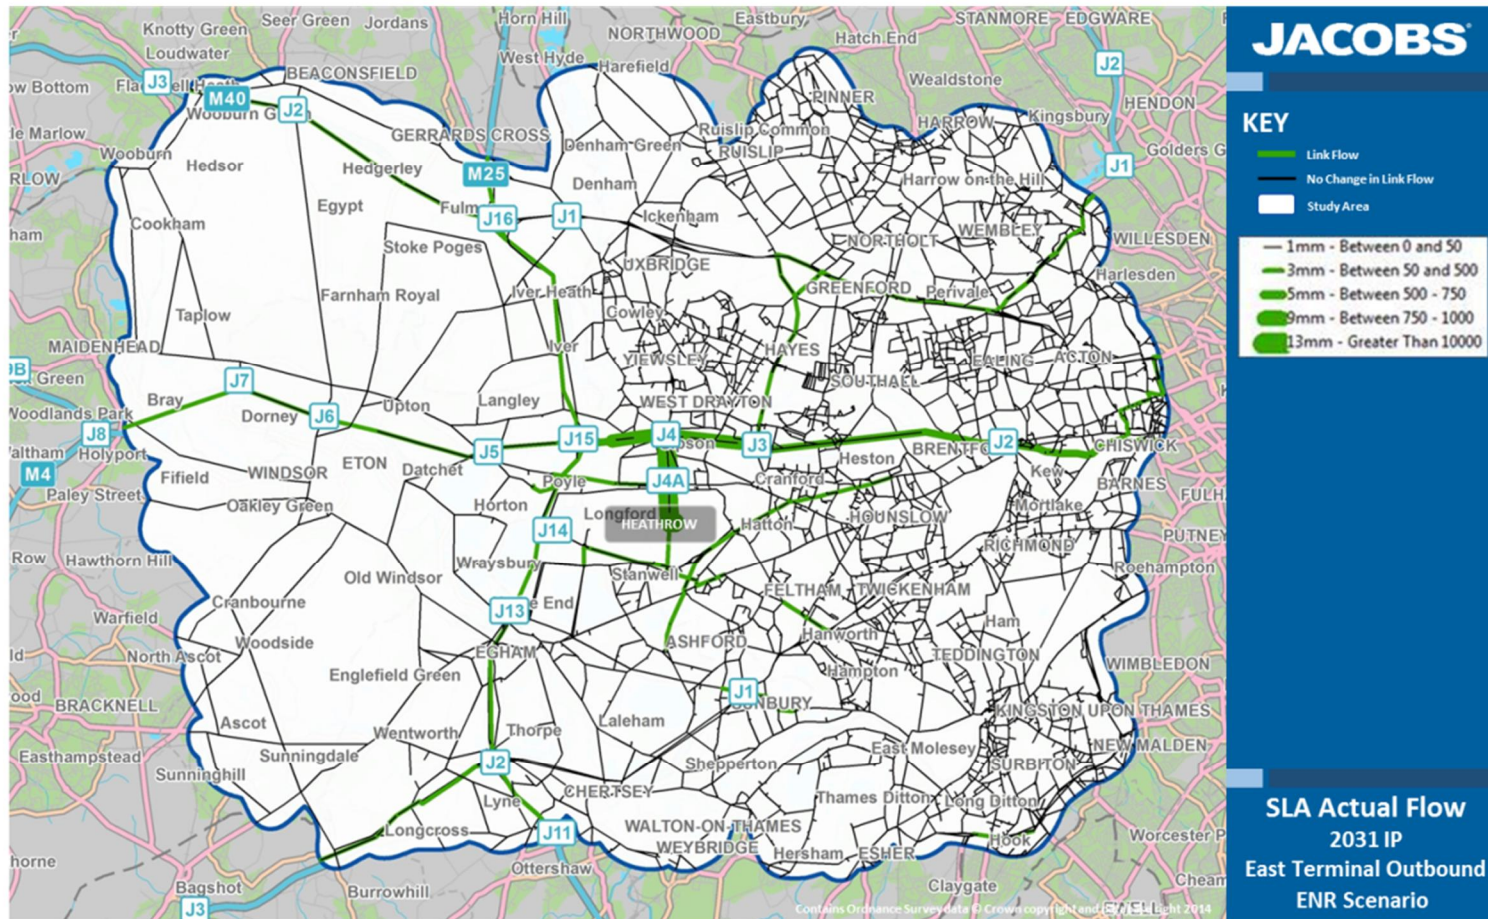 Knotty Green
Seer Green
Jordans
Horn Hill
Eastbury
STANMORE
EDGWARE
Loudwater
West Hyde
NORTHWOOD
Hatch End
J3
BEACONSFIELD
Harefield
Wealdstone
J2
M40
J2
PINNER
HENDON
GERRARDS CROSS
Ruislip Common
HARROW
Kingsbury
Denham Green
RUISLIP
Golders G
Wooburn
Hedsor
Hedgerley
M25
Denham
Harrow on the Hill
J1
Egypt
J16
J1
Ickenham
Cookham
WEMBLEY
Stoke Poges
NORTHOLT
WILLESDEN
UXBRIDGE
Harlesden
Farnham Royal
Iver Heath
GREENFORD
Perivale
Taplow
Cowley
MAIDENHEAD
Iver
YIEWSLEY
HAYES
EALING
ACTON
J7
SOUTHALL
Bray
Dorney
J6
Upton
Langley
WEST DRAYTON
Woodlands Park
J8
J15
J4
J3
J2
Holyport
J5
CHISWICK
M4
Fifield
WINDSOR
ETON
Datchet
Heston
Kew
Paley Street
Poyle
J4A
Cranford
BARNES
Oakley Green
Horton
Longford
HEATHROW
Hatton
HOUNSLOW
Mortlake
J14
RICHMOND
PUTNEY
Row
Hawthorn Hill
Wraysbury
Stanwell
Roehampton
Old Windsor
FELTHAM
TWICKENHAM
Cranbourne
J13
e End
Warfield
Ham
Woodside
ASHFORD
Hanworth
North Ascot
EGHAM
TEDDINGTON
WIMBLEDON
Englefield Green
Hampton
BRACKNELL
J1
KINGSTON UPON THAMES
Ascot
Wentworth
Thorpe
Laleham
East Molesey
NEW MALDEN
Easthampstead
Sunningdale
J2
Shepperton
SURBITON
Sunninghill
CHERTSEY
Lyne
Thames Ditton
Long Ditton
Longcross
J11
WALTON-ON-THAMES
WEYBRIDGE
Hook
Hersham
ESHER
Ottershaw
Bagshot
Burrowhill
Claygate
J3
JACOBS
KEY
Link Flow
No Change in Link Flow
Study Area
1mm - Between 0 and 50
3mm - Between 50 and 500
5mm - Between 500 - 750
9mm - Between 750 - 1000
13mm - Greater Than 10000
SLA Actual Flow
2031 IP
East Terminal Outbound
ENR Scenario